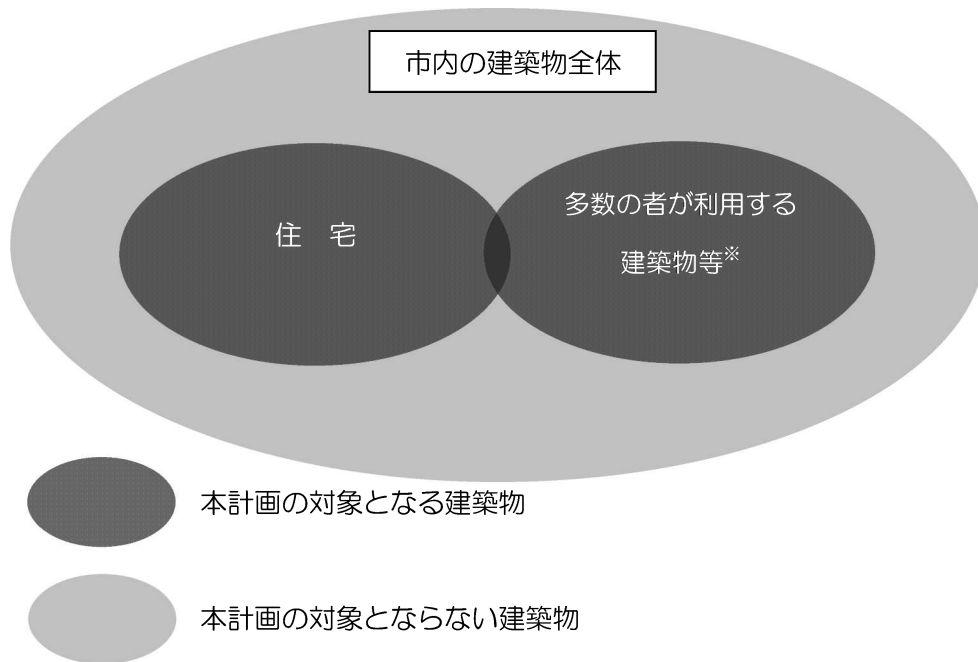 市内の建築物全体
住　宅
多数の者が利用する
建築物等※
本計画の対象となる建築物
本計画の対象とならない建築物